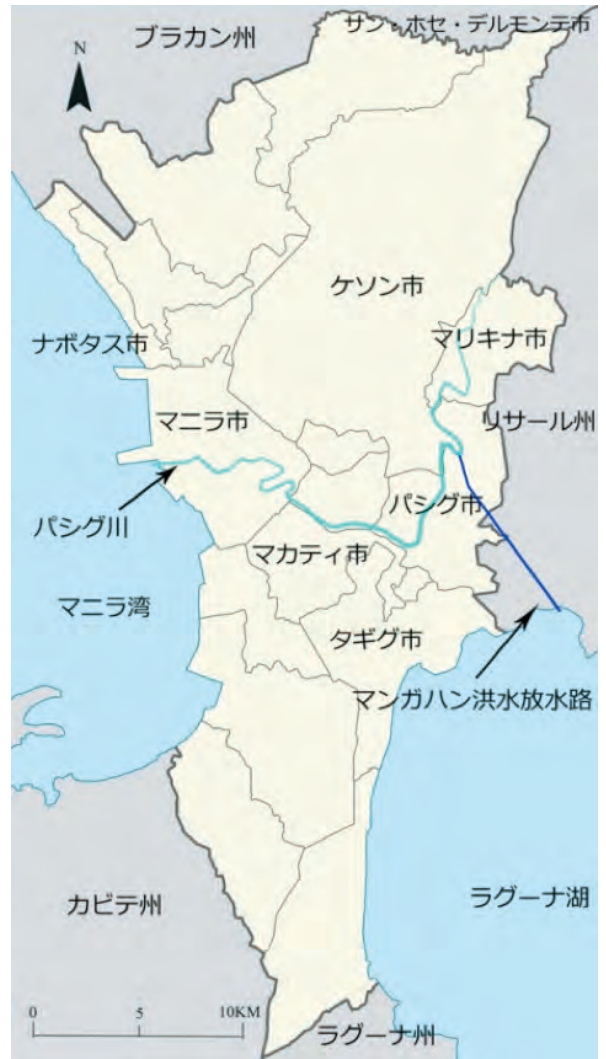 サン・ホセ・デルモンテ市
ブラカン州
N
ケソン市
マリキナ市
ナボタス市
マニラ市
リサール州
パシグ市
パシグ川
マカティ市
マニラ湾
タギグ市
マンガハン洪水放水路
カビテ州
ラグーナ湖
0 5 10KM
ラグーナ州